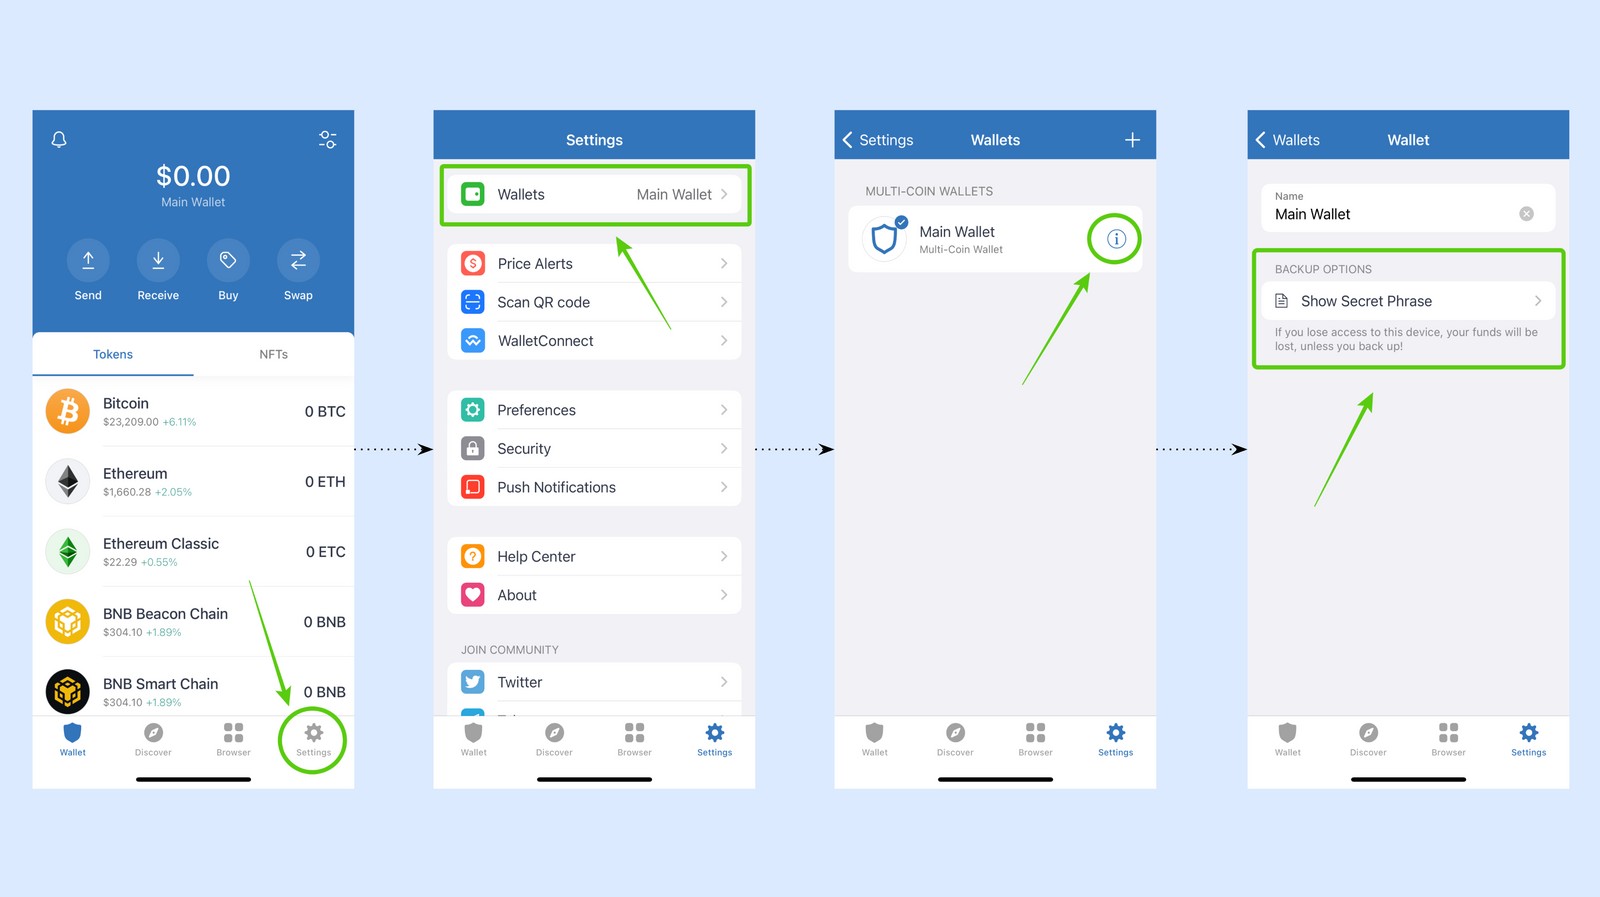 $0.00
Main Wallet
Send Receive Buy Swap
Tokens NFTs
Bitcoin
$23,209.00 +6.11%
0 BTC
Ethereum
$1,660.28 +2.05%
0 ETH
Ethereum Classic
$22.29 +0.55%
0 ETC
BNB Beacon Chain
$304.10 +1.89%
0 BNB
BNB Smart Chain
$304.10 +1.89%
0 BNB
Wallet Discover Browser Settings
Settings
Wallets Main Wallet
Price Alerts
Scan QR code
WalletConnect
Preferences
Security
Push Notifications
Help Center
About
JOIN COMMUNITY
Twitter
Wallet Discover Browser Settings
Settings Wallets
MULTI-COIN WALLETS
Main Wallet
Multi-Coin Wallet
Wallet Discover Browser Settings
Wallets Wallet
Name
Main Wallet
BACKUP OPTIONS
Show Secret Phrase
If you lose access to this device, your funds will be
lost, unless you back up!
Wallet Discover Browser Settings